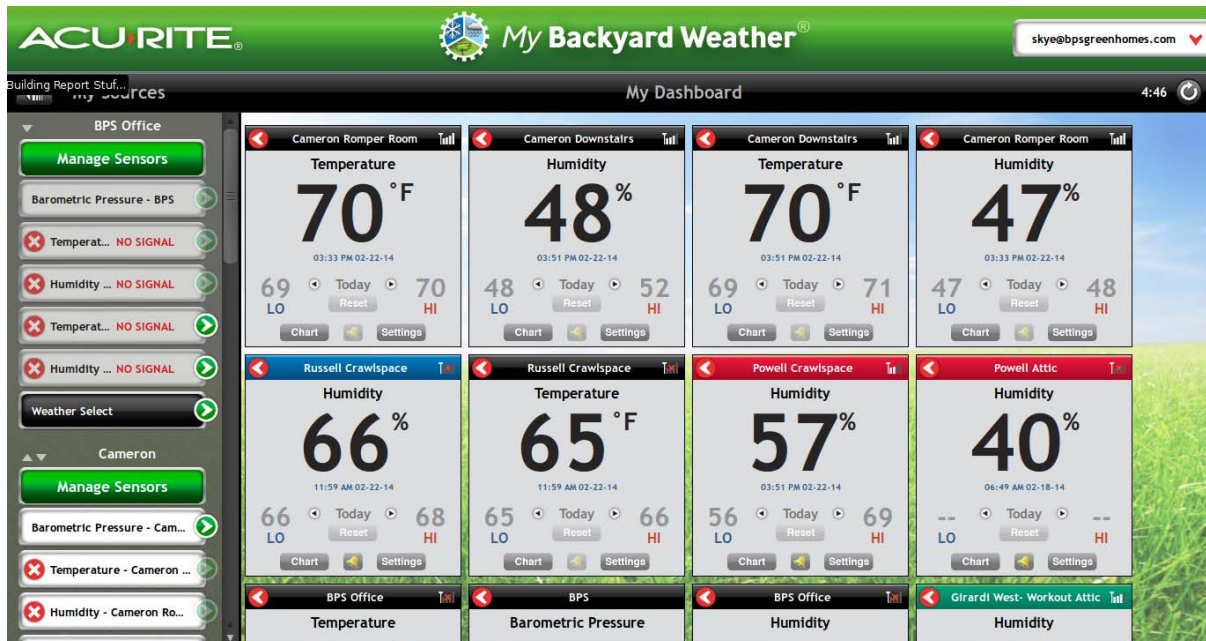 ACU›RITE®
My Backyard Weather®
skye@bpsgreenhomes.com
Building Report Stuf...
My Sources
My Dashboard
4:46
BPS Office
Manage Sensors
Barometric Pressure - BPS
Temperat... NO SIGNAL
Humidity ... NO SIGNAL
Temperat... NO SIGNAL
Humidity ... NO SIGNAL
Weather Select
Cameron
Manage Sensors
Barometric Pressure - Cam...
Temperature - Cameron ...
Humidity - Cameron Ro...
Cameron Romper Room
Temperature
70 °F
03:33 PM 02-22-14
69 Today 70
LO Reset HI
Chart Settings
Cameron Downstairs
Humidity
48 %
03:51 PM 02-22-14
48 Today 52
LO Reset HI
Chart Settings
Cameron Downstairs
Temperature
70 °F
03:51 PM 02-22-14
69 Today 71
LO Reset HI
Chart Settings
Cameron Romper Room
Humidity
47 %
03:33 PM 02-22-14
47 Today 48
LO Reset HI
Chart Settings
Russell Crawlspace
Humidity
66 %
11:59 AM 02-22-14
66 Today 68
LO Reset HI
Chart Settings
Russell Crawlspace
Temperature
65 °F
11:59 AM 02-22-14
65 Today 66
LO Reset HI
Chart Settings
Powell Crawlspace
Humidity
57 %
03:51 PM 02-22-14
56 Today 69
LO Reset HI
Chart Settings
Powell Attic
Humidity
40 %
06:49 AM 02-18-14
-- Today --
LO Reset HI
Chart Settings
BPS Office
Temperature
BPS
Barometric Pressure
BPS Office
Humidity
Girardi West- Workout Attic
Humidity